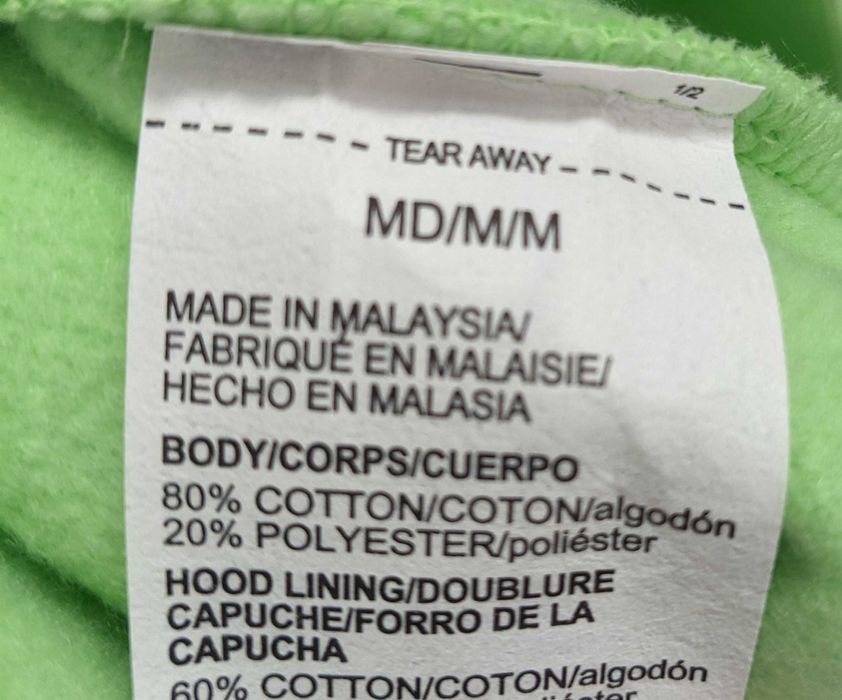 1/2
TEAR AWAY
MD/M/M
MADE IN MALAYSIA/
FABRIQUÉ EN MALAISIE/
HECHO EN MALASIA
BODY/CORPS/CUERPO
80% COTTON/COTON/algodón
20% POLYESTER/poliéster
HOOD LINING/DOUBLURE
CAPUCHE/FORRO DE LA
CAPUCHA
60% COTTON/COTON/algodón